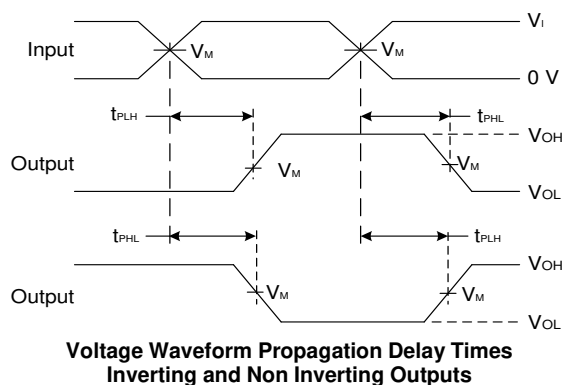 Input
VM
VM
VI
0 V
tPLH
tPHL
Output
VM
VM
VOH
VOL
tPHL
tPLH
Output
VM
VM
VOH
VOL
Voltage Waveform Propagation Delay Times
Inverting and Non Inverting Outputs